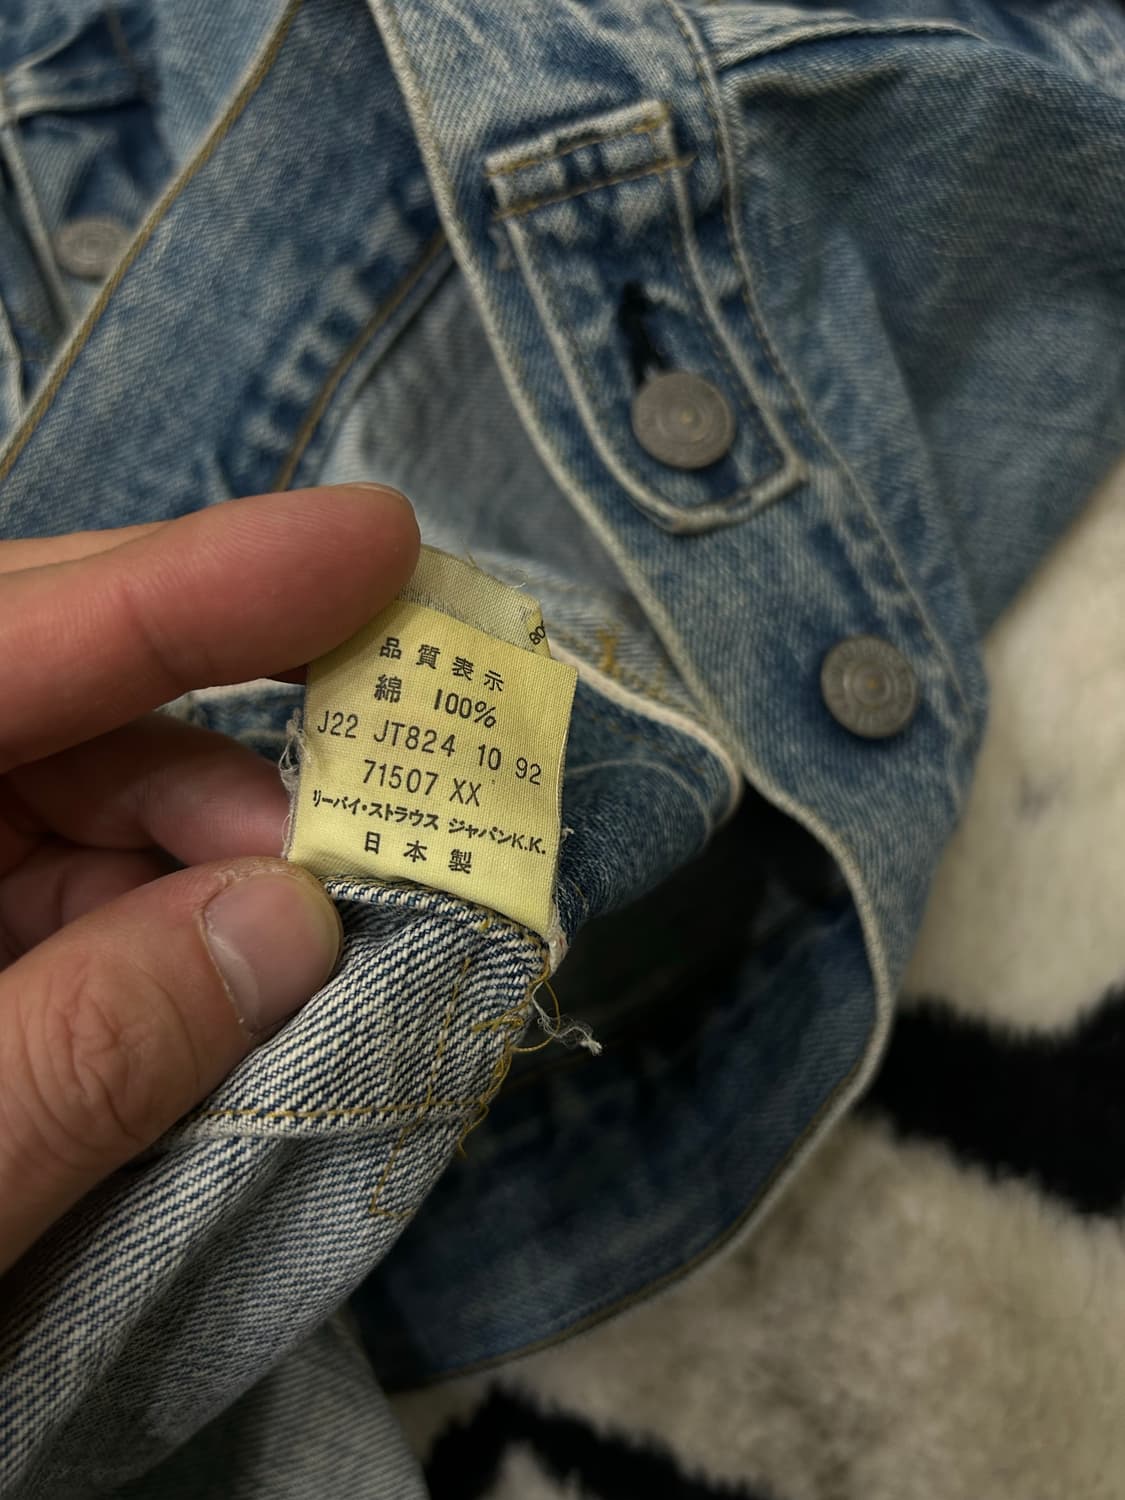 品質表示
綿 100%
J22 JT824 10 92
71507 XX
リーバイ・ストラウス ジャパンK.K.
日本製